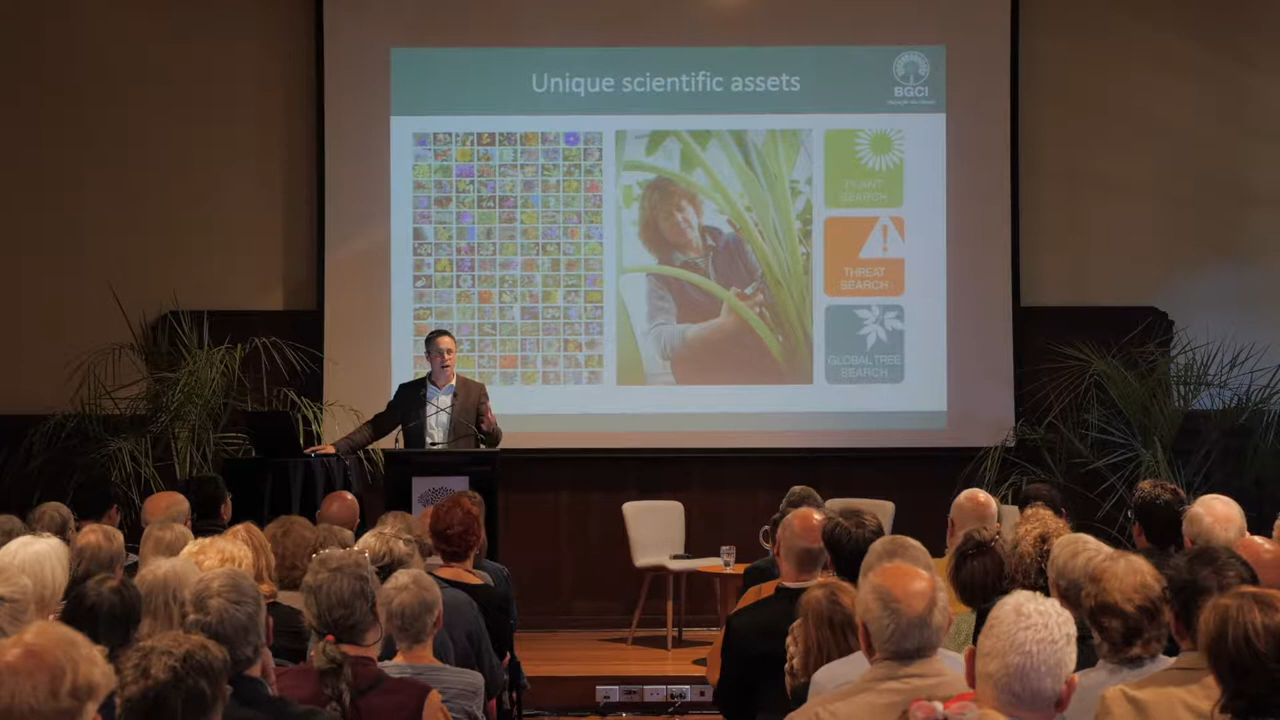 Unique scientific assets
BGCI
PLANT
SEARCH
THREAT
SEARCH
GLOBAL TREE
SEARCH